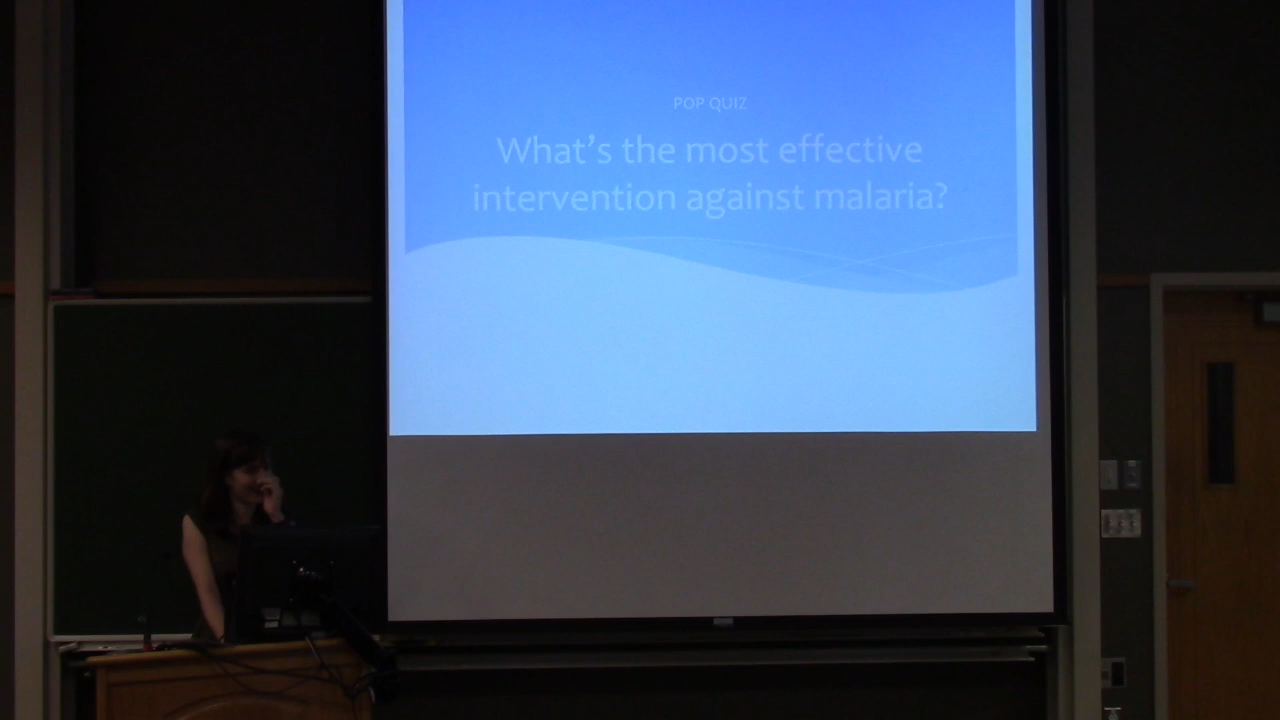 POP QUIZ
What's the most effective
intervention against malaria?